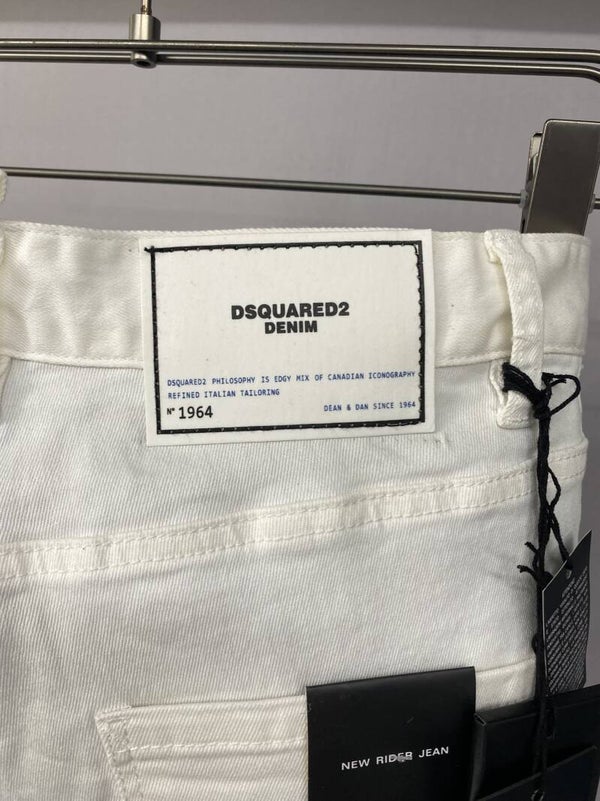 DSQUARED2
DENIM
DSQUARED2 PHILOSOPHY IS EDGY MIX OF CANADIAN ICONOGRAPHY
REFINED ITALIAN TAILORING
N° 1964
DEAN & DAN SINCE 1964
NEW RIDER JEAN